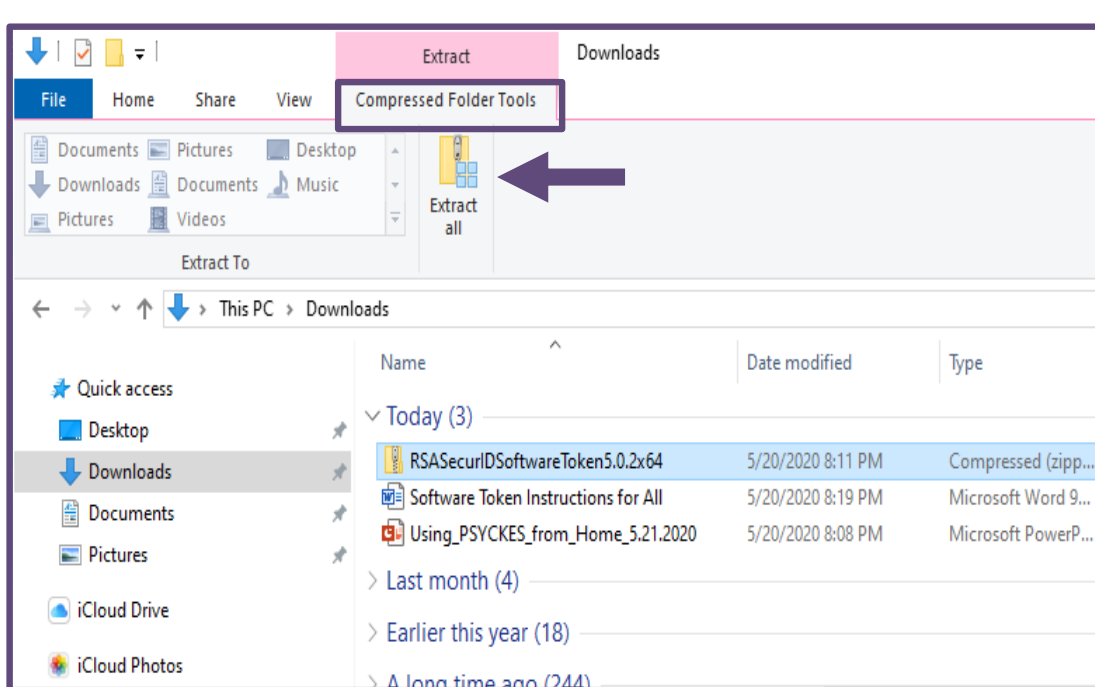 Extract Downloads
File Home Share View Compressed Folder Tools
Documents Pictures Desktop
Downloads Documents Music
Pictures Videos
Extract
all
Extract To
This PC > Downloads
Name Date modified Type
Quick access
Desktop
Downloads
Documents
Pictures
iCloud Drive
iCloud Photos
Today (3)
RSASecurIDSoftwareToken5.0.2x64 5/20/2020 8:11 PM Compressed (zipp...
Software Token Instructions for All 5/20/2020 8:19 PM Microsoft Word 9...
Using_PSYCKES_from_Home_5.21.2020 5/20/2020 8:08 PM Microsoft PowerP...
Last month (4)
Earlier this year (18)
A long time ago (244)